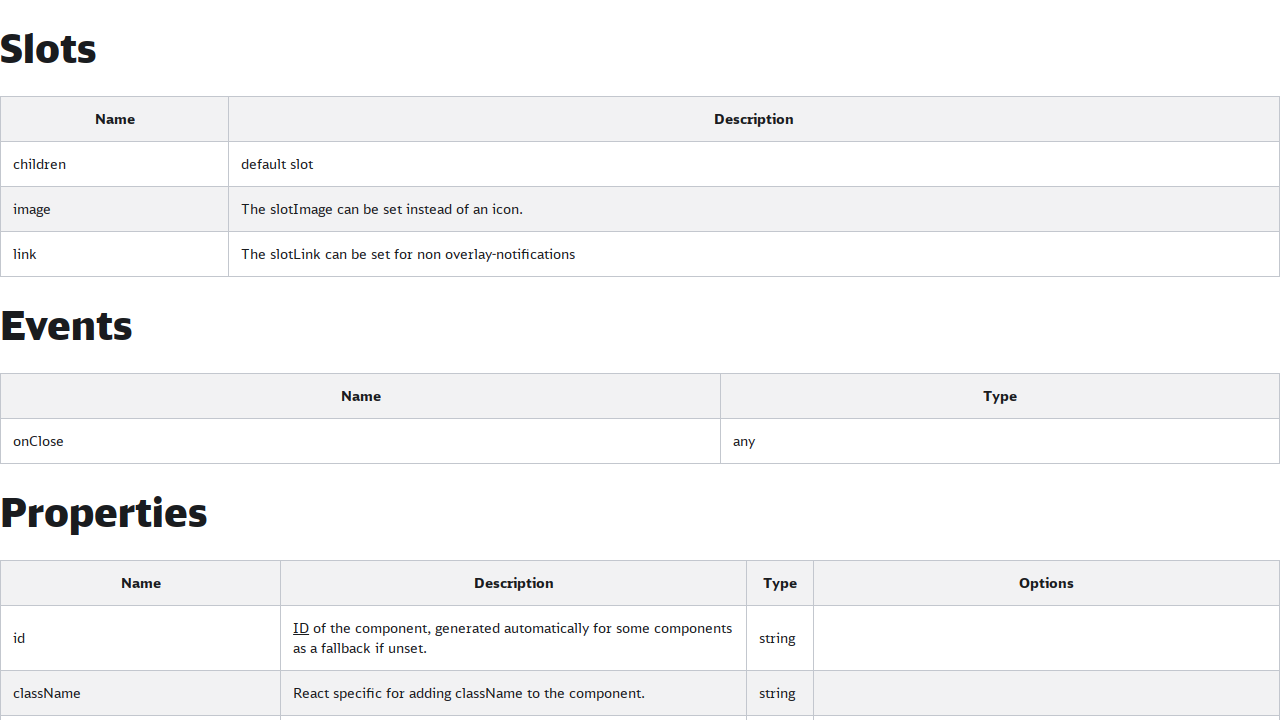 Slots
Name Description
children default slot
image The slotImage can be set instead of an icon.
link The slotLink can be set for non overlay-notifications
Events
Name Type
onClose any
Properties
Name Description Type Options
id ID of the component, generated automatically for some components as a fallback if unset. string
className React specific for adding className to the component. string